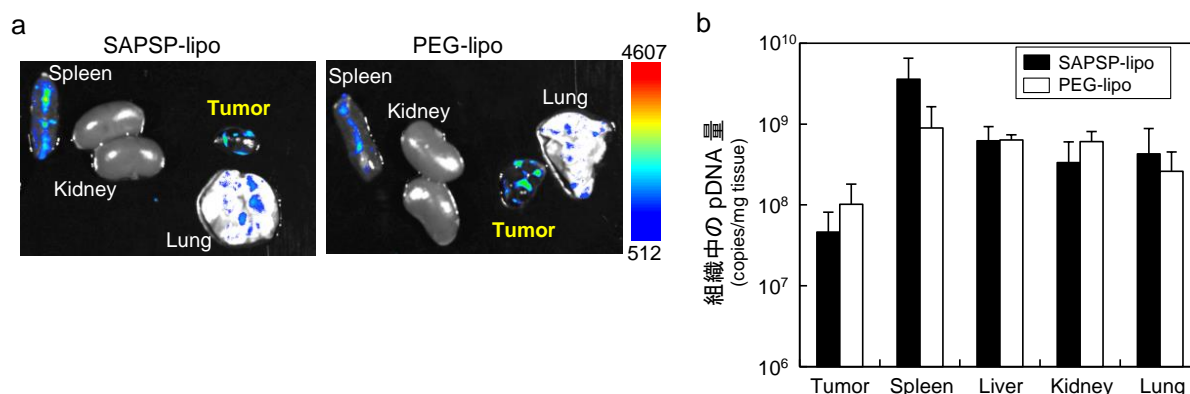 a
SAPSP-lipo
PEG-lipo
Spleen
Kidney
Tumor
Lung
Spleen
Kidney
Lung
Tumor
4607
512
b
組織中の pDNA 量
(copies/mg tissue)
10¹⁰
10⁹
10⁸
10⁷
10⁶
SAPSP-lipo
PEG-lipo
Tumor Spleen Liver Kidney Lung